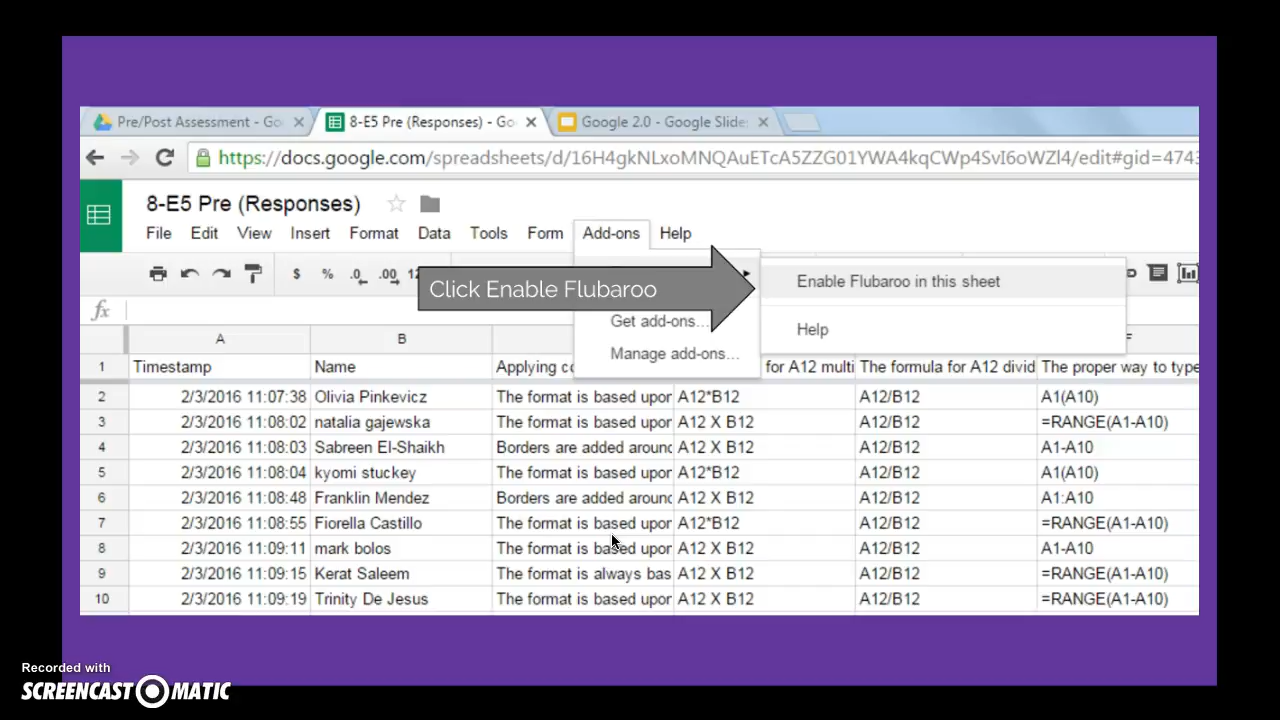 Pre/Post Assessment - Go
8-E5 Pre (Responses) - Go
Google 2.0 - Google Slide:
https://docs.google.com/spreadsheets/d/16H4gkNLxoMNQAuETcA5ZZG01YWA4kqCWp4SvI6oWZl4/edit#gid=474
8-E5 Pre (Responses)
File Edit View Insert Format Data Tools Form Add-ons Help
$ % .0 .00 12
Click Enable Flubaroo
Enable Flubaroo in this sheet
Get add-ons...
Help
Manage add-ons...
fx
A B
1 Timestamp Name Applying co for A12 multi The formula for A12 divid The proper way to type
2 2/3/2016 11:07:38 Olivia Pinkevicz The format is based upor A12*B12 A12/B12 A1(A10)
3 2/3/2016 11:08:02 natalia gajewska The format is based upor A12 X B12 A12/B12 =RANGE(A1-A10)
4 2/3/2016 11:08:03 Sabreen El-Shaikh Borders are added around A12 X B12 A12/B12 A1-A10
5 2/3/2016 11:08:04 kyomi stuckey The format is based upor A12*B12 A12/B12 A1(A10)
6 2/3/2016 11:08:48 Franklin Mendez Borders are added around A12 X B12 A12/B12 A1:A10
7 2/3/2016 11:08:55 Fiorella Castillo The format is based upor A12*B12 A12/B12 =RANGE(A1-A10)
8 2/3/2016 11:09:11 mark bolos The format is based upor A12 X B12 A12/B12 A1-A10
9 2/3/2016 11:09:15 Kerat Saleem The format is always bas A12 X B12 A12/B12 =RANGE(A1-A10)
10 2/3/2016 11:09:19 Trinity De Jesus The format is based upor A12 X B12 A12/B12 =RANGE(A1-A10)
Recorded with
SCREENCAST O MATIC